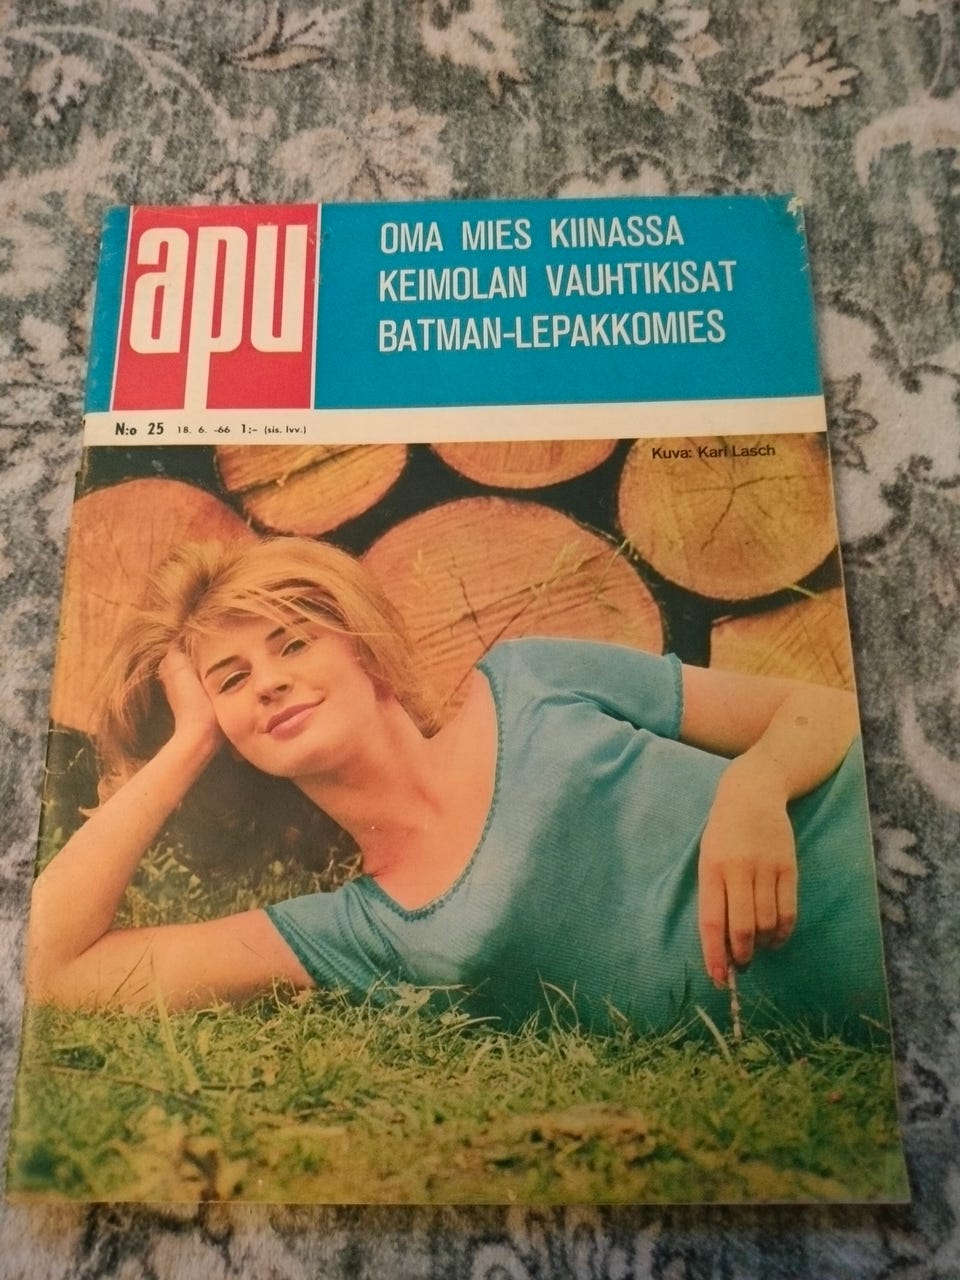 apu
OMA MIES KIINASSA
KEIMOLAN VAUHTIKISAT
BATMAN-LEPAKKOMIES
N:o 25 18. 6. -66 1:- (sis. lvv.)
Kuva: Kari Lasch